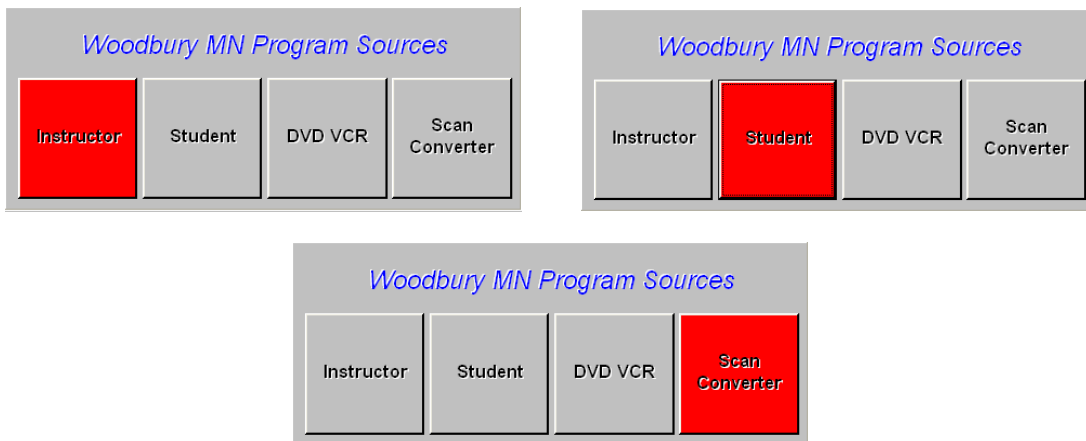 Woodbury MN Program Sources
Instructor
Student
DVD VCR
Scan
Converter
Woodbury MN Program Sources
Instructor
Student
DVD VCR
Scan
Converter
Woodbury MN Program Sources
Instructor
Student
DVD VCR
Scan
Converter